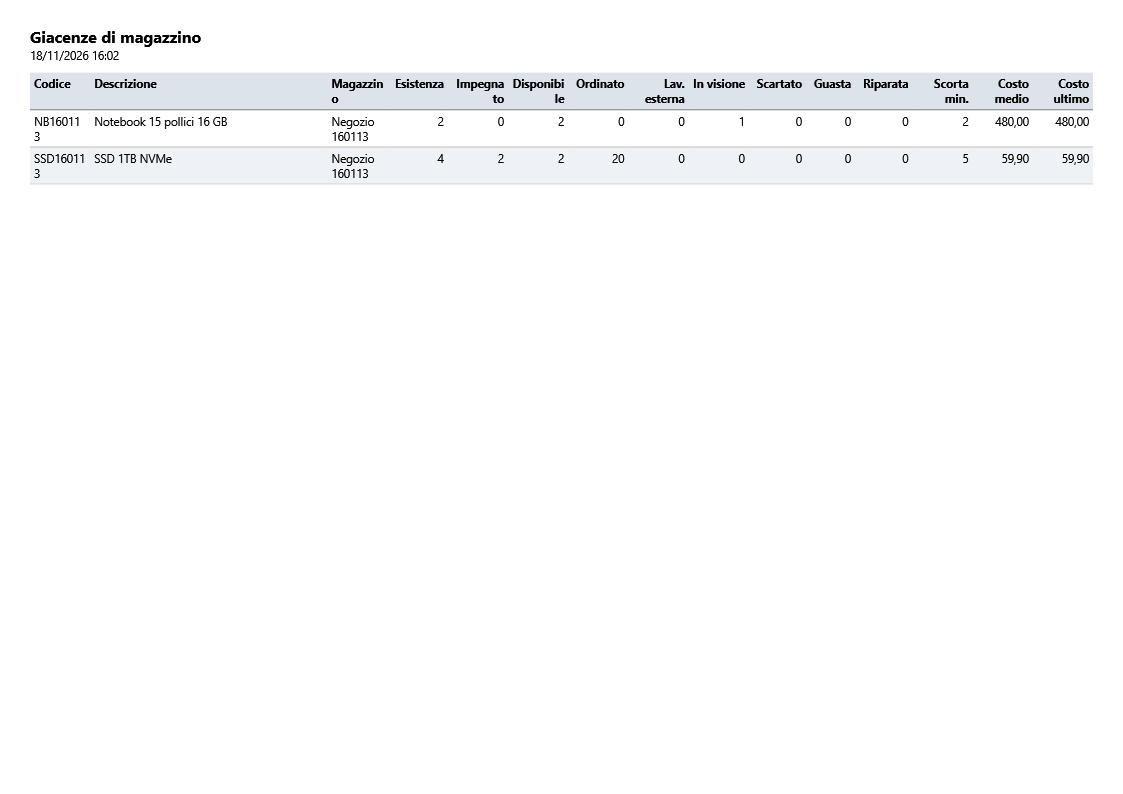 Giacenze di magazzino
18/11/2026 16:02
Codice Descrizione Magazzin Esistenza Impegna Disponibi Ordinato Lav. In visione Scartato Guasta Riparata Scorta Costo Costo
o to le esterna min. medio ultimo
NB16011 Notebook 15 pollici 16 GB Negozio 2 0 2 0 0 1 0 0 0 2 480,00 480,00
3 160113
SSD16011 SSD 1TB NVMe Negozio 4 2 2 20 0 0 0 0 0 5 59,90 59,90
3 160113